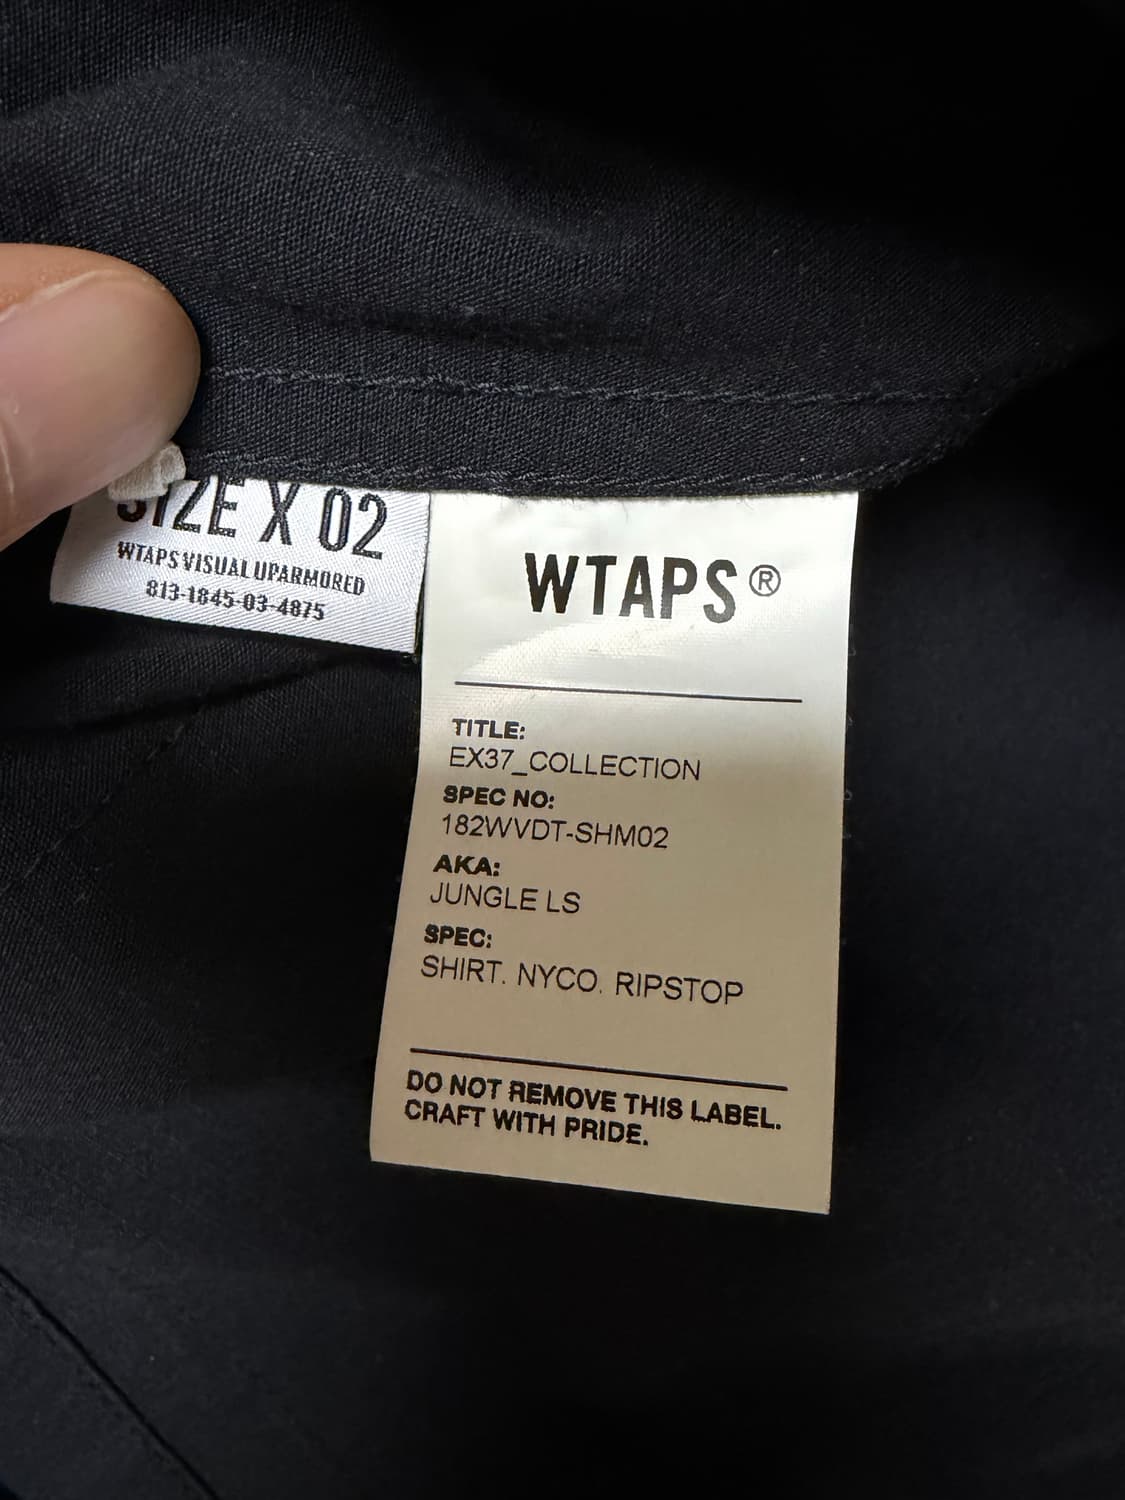 SIZE X 02
WTAPS VISUAL UPARMORED
813-1845-03-4875
WTAPS®
TITLE:
EX37_COLLECTION
SPEC NO:
182WVDT-SHM02
AKA:
JUNGLE LS
SPEC:
SHIRT. NYCO. RIPSTOP
DO NOT REMOVE THIS LABEL.
CRAFT WITH PRIDE.